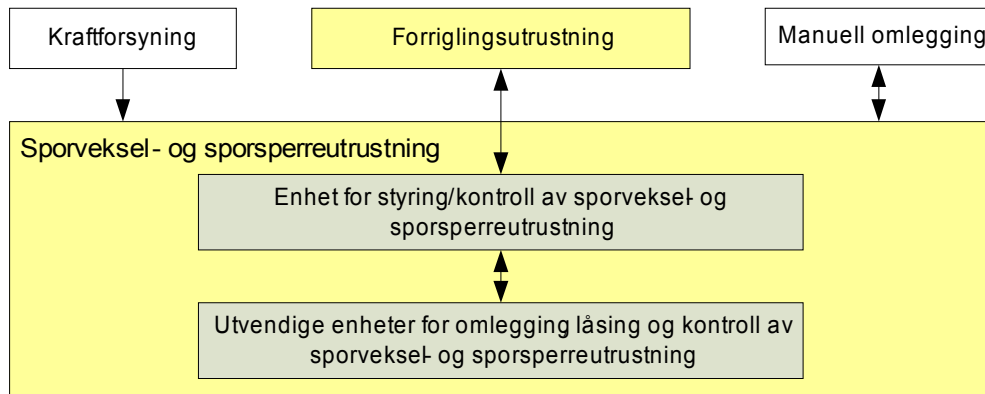 Kraftforsyning
Forriglingsutrustning
Manuell omlegging
Sporveksel- og sporsperreutrustning
Enhet for styring/kontroll av sporveksel- og
sporsperreutrustning
Utvendige enheter for omlegging, låsing og kontroll av
sporveksel- og sporsperreutrustning